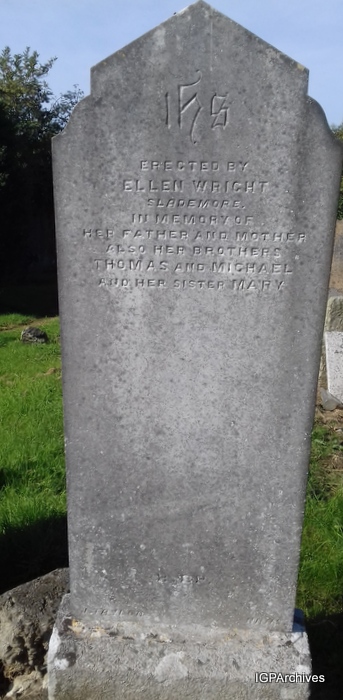 IHS
ERECTED BY
ELLEN WRIGHT
SLADEMORE.
IN MEMORY OF
HER FATHER AND MOTHER
ALSO HER BROTHERS
THOMAS AND MICHAEL
AND HER SISTER MARY
IGPArchives